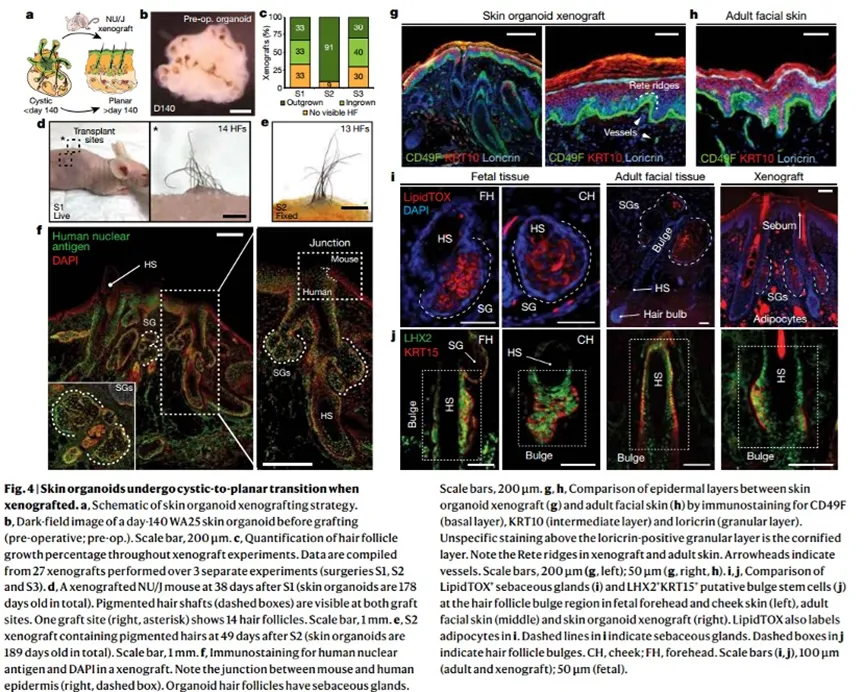 a
NU/J
xenograft
Cystic
<day 140
Planar
>day 140
b
Pre-op. organoid
D140
c
Xenografts (%)
100
75
50
25
0
33
33
33
91
9
30
40
30
S1
S2
S3
Outgrown
Ingrown
No visible HF
d
Transplant
sites
*
S1
Live
*
14 HFs
e
13 HFs
S2
Fixed
f
Human nuclear
antigen
DAPI
HS
SG
SGs
Junction
Mouse
Human
SGs
HS
g
Skin organoid xenograft
CD49F KRT10 Loricrin
Rete ridges
Vessels
CD49F KRT10 Loricrin
h
Adult facial skin
CD49F KRT10 Loricrin
i
Fetal tissue
Adult facial tissue
Xenograft
LipidTOX
DAPI
FH
HS
SG
CH
HS
SG
SGs
Bulge
HS
Hair bulb
Sebum
SGs
Adipocytes
j
LHX2
KRT15
FH
SG
HS
Bulge
CH
HS
Bulge
HS
Bulge
HS
Bulge
Fig. 4 | Skin organoids undergo cystic-to-planar transition when
xenografted. a, Schematic of skin organoid xenografting strategy.
b, Dark-field image of a day-140 WA25 skin organoid before grafting
(pre-operative; pre-op.). Scale bar, 200 μm. c, Quantification of hair follicle
growth percentage throughout xenograft experiments. Data are compiled
from 27 xenografts performed over 3 separate experiments (surgeries S1, S2
and S3). d, A xenografted NU/J mouse at 38 days after S1 (skin organoids are 178
days old in total). Pigmented hair shafts (dashed boxes) are visible at both graft
sites. One graft site (right, asterisk) shows 14 hair follicles. Scale bar, 1 mm. e, S2
xenograft containing pigmented hairs at 49 days after S2 (skin organoids are
189 days old in total). Scale bar, 1 mm. f, Immunostaining for human nuclear
antigen and DAPI in a xenograft. Note the junction between mouse and human
epidermis (right, dashed box). Organoid hair follicles have sebaceous glands.
Scale bars, 200 μm. g, h, Comparison of epidermal layers between skin
organoid xenograft (g) and adult facial skin (h) by immunostaining for CD49F
(basal layer), KRT10 (intermediate layer) and loricrin (granular layer).
Unspecific staining above the loricrin-positive granular layer is the cornified
layer. Note the Rete ridges in xenograft and adult skin. Arrowheads indicate
vessels. Scale bars, 200 μm (g, left); 50 μm (g, right, h). i, j, Comparison of
LipidTOX⁺ sebaceous glands (i) and LHX2⁺KRT15⁺ putative bulge stem cells (j)
at the hair follicle bulge region in fetal forehead and cheek skin (left), adult
facial skin (middle) and skin organoid xenograft (right). LipidTOX also labels
adipocytes in i. Dashed lines in i indicate sebaceous glands. Dashed boxes in j
indicate hair follicle bulges. CH, cheek; FH, forehead. Scale bars (i, j), 100 μm
(adult and xenograft); 50 μm (fetal).